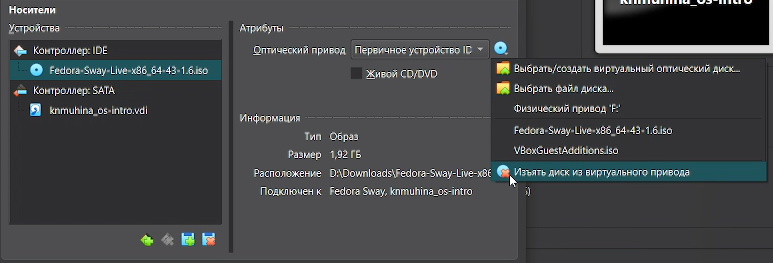 knmuhina_os-intro
Носители
Устройства
Контроллер: IDE
Fedora-Sway-Live-x86_64-43-1.6.iso
Контроллер: SATA
knmuhina_os-intro.vdi
Атрибуты
Оптический привод
Первичное устройство ID
Живой CD/DVD
Информация
Тип Образ
Размер 1,92 ГБ
Расположение D:\Downloads\Fedora-Sway-Live-x86
Подключен к Fedora Sway, knmuhina_os-intro
Выбрать/создать виртуальный оптический диск...
Выбрать файл диска...
Физический привод 'F:'
Fedora-Sway-Live-x86_64-43-1.6.iso
VBoxGuestAdditions.iso
Изъять диск из виртуального привода